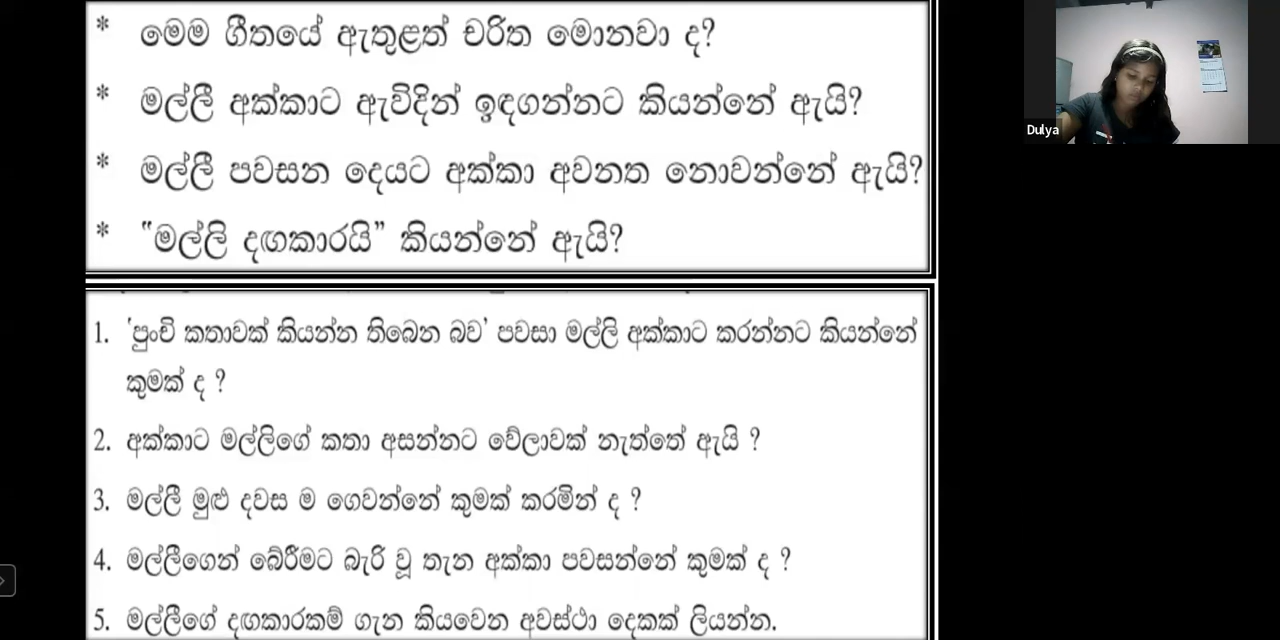 * මෙම ගීතයේ ඇතුළත් චරිත මොනවා ද?
* මල්ලී අක්කාට ඇවිදින් ඉඳගන්නට කියන්නේ ඇයි?
* මල්ලී පවසන දෙයට අක්කා අවනත නොවන්නේ ඇයි?
* “මල්ලි දඟකාරයි” කියන්නේ ඇයි?
1. ‘පුංචි කතාවක් කියන්න තිබෙන බව’ පවසා මල්ලි අක්කාට කරන්නට කියන්නේ
කුමක් ද ?
2. අක්කාට මල්ලිගේ කතා අසන්නට වේලාවක් නැත්තේ ඇයි ?
3. මල්ලී මුළු දවස ම ගෙවන්නේ කුමක් කරමින් ද ?
4. මල්ලීගෙන් බේරීමට බැරි වූ තැන අක්කා පවසන්නේ කුමක් ද ?
5. මල්ලීගේ දඟකාරකම් ගැන කියවෙන අවස්ථා දෙකක් ලියන්න.
Dulya